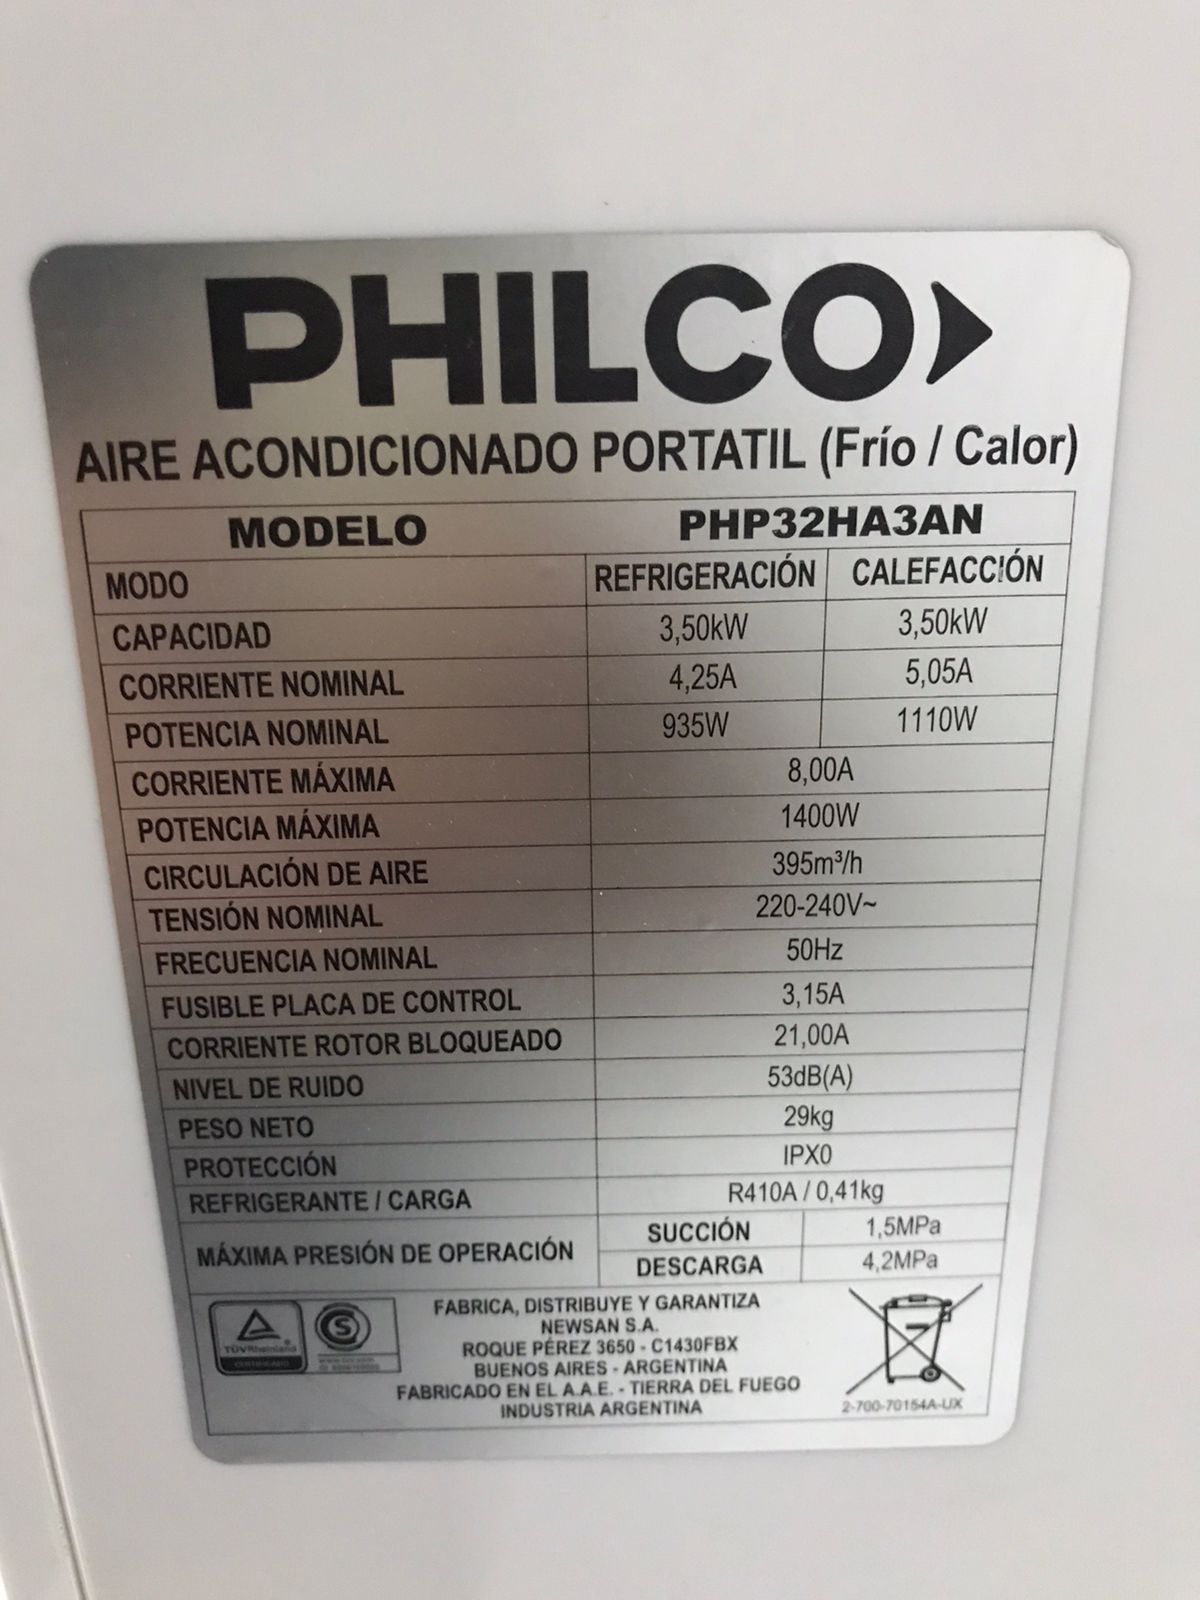 PHILCO
AIRE ACONDICIONADO PORTATIL (Frío / Calor)
MODELO PHP32HA3AN
MODO REFRIGERACIÓN CALEFACCIÓN
CAPACIDAD 3,50kW 3,50kW
CORRIENTE NOMINAL 4,25A 5,05A
POTENCIA NOMINAL 935W 1110W
CORRIENTE MÁXIMA 8,00A
POTENCIA MÁXIMA 1400W
CIRCULACIÓN DE AIRE 395m³/h
TENSIÓN NOMINAL 220-240V~
FRECUENCIA NOMINAL 50Hz
FUSIBLE PLACA DE CONTROL 3,15A
CORRIENTE ROTOR BLOQUEADO 21,00A
NIVEL DE RUIDO 53dB(A)
PESO NETO 29kg
PROTECCIÓN IPX0
REFRIGERANTE / CARGA R410A / 0,41kg
MÁXIMA PRESIÓN DE OPERACIÓN SUCCIÓN 1,5MPa
DESCARGA 4,2MPa
TÜVRheinland
CERTIFICADO
S
FABRICA, DISTRIBUYE Y GARANTIZA
NEWSAN S.A.
ROQUE PÉREZ 3650 - C1430FBX
BUENOS AIRES - ARGENTINA
FABRICADO EN EL A.A.E. - TIERRA DEL FUEGO
INDUSTRIA ARGENTINA
2-700-70154A-UX